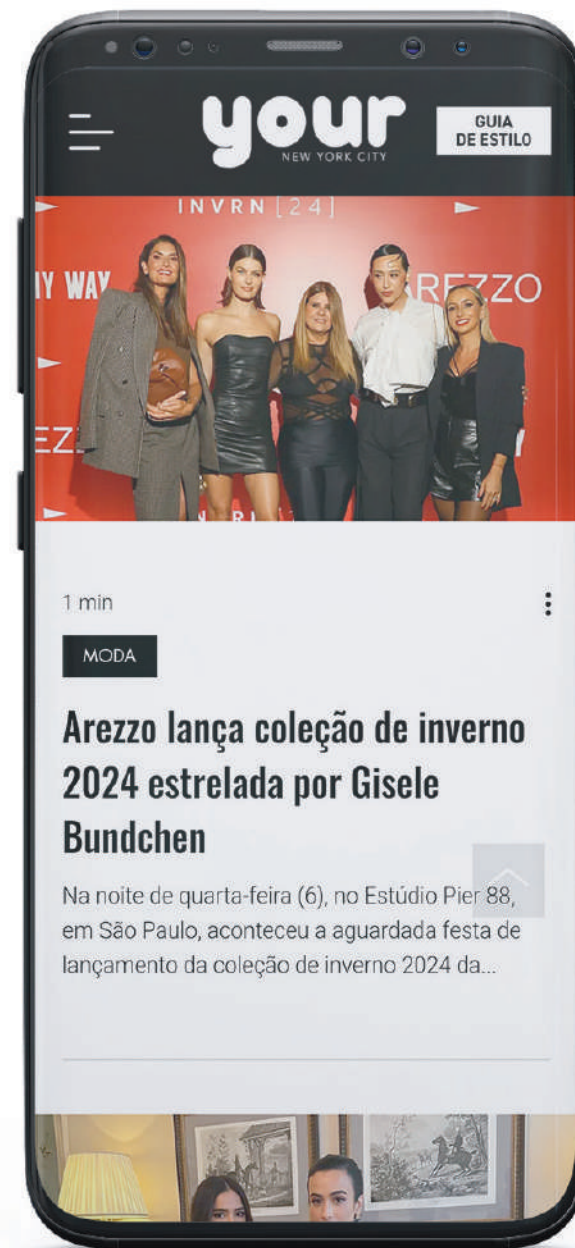 your
NEW YORK CITY
GUIA
DE ESTILO
INVRN[24]
MY WAY
AREZZO
1 min
MODA
Arezzo lança coleção de inverno
2024 estrelada por Gisele
Bundchen
Na noite de quarta-feira (6), no Estúdio Pier 88,
em São Paulo, aconteceu a aguardada festa de
lançamento da coleção de inverno 2024 da...